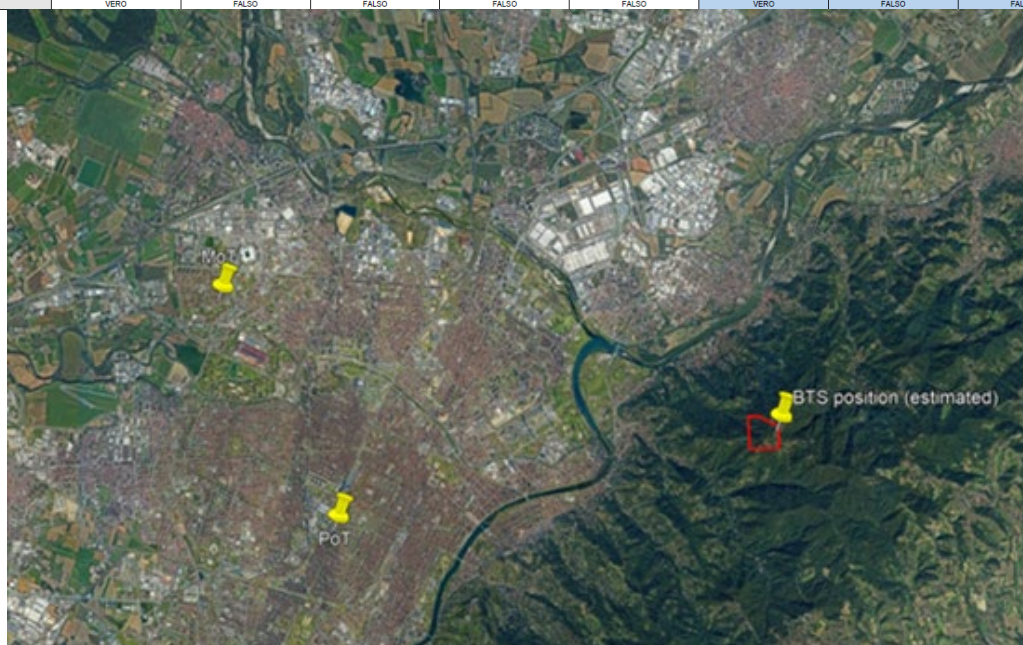 VERO FALSO FALSO FALSO FALSO VERO FALSO
BTS position (estimated)
PoT